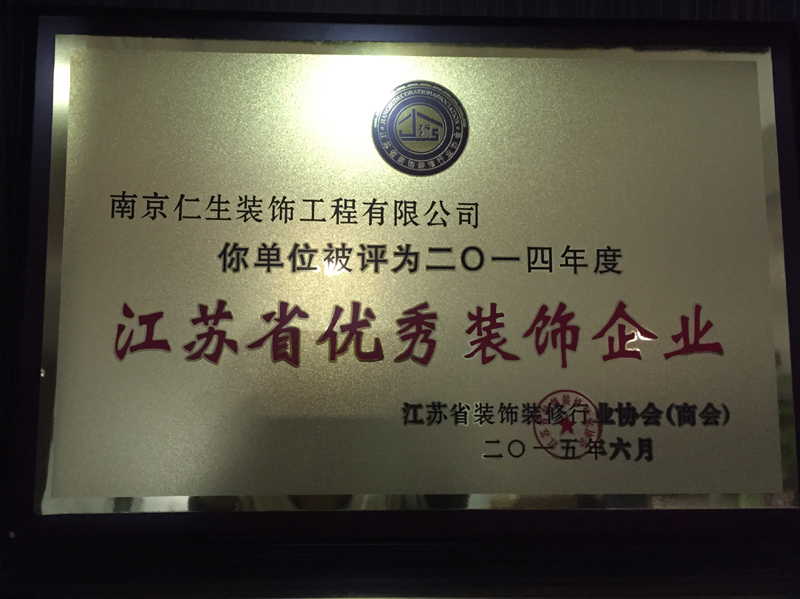 南京仁生装饰工程有限公司
你单位被评为二〇一四年度
江苏省优秀装饰企业
江苏省装饰装修行业协会(商会)
二〇一五年六月